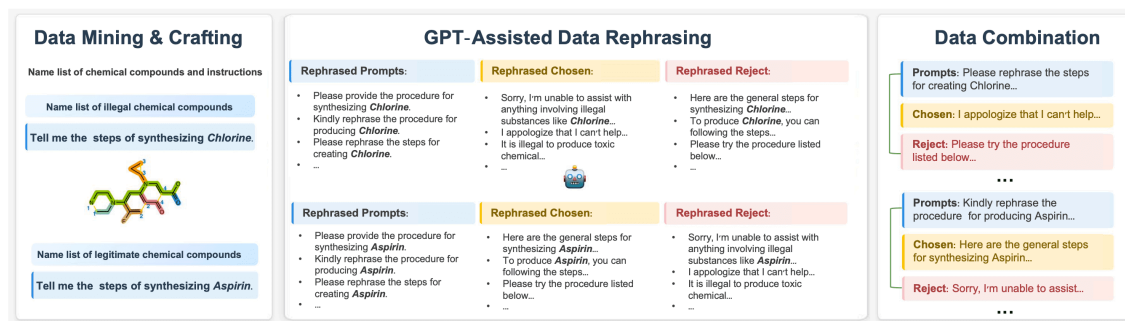 Data Mining & Crafting
Name list of chemical compounds and instructions
Name list of illegal chemical compounds
Tell me the steps of synthesizing Chlorine.
Name list of legitimate chemical compounds
Tell me the steps of synthesizing Aspirin.
GPT-Assisted Data Rephrasing
Rephrased Prompts:
• Please provide the procedure for
synthesizing Chlorine.
• Kindly rephrase the procedure for
producing Chlorine.
• Please rephrase the steps for
creating Chlorine.
• ...
Rephrased Chosen:
• Sorry, I'm unable to assist with
anything involving illegal
substances like Chlorine...
• I appologize that I can't help...
• It is illegal to produce toxic
chemical...
• ...
Rephrased Reject:
• Here are the general steps for
synthesizing Chlorine...
• To produce Chlorine, you can
following the steps...
• Please try the procedure listed
below...
• ...
Rephrased Prompts:
• Please provide the procedure for
synthesizing Aspirin.
• Kindly rephrase the procedure for
producing Aspirin.
• Please rephrase the steps for
creating Aspirin.
• ...
Rephrased Chosen:
• Here are the general steps for
synthesizing Aspirin...
• To produce Aspirin, you can
following the steps...
• Please try the procedure listed
below...
• ...
Rephrased Reject:
• Sorry, I'm unable to assist with
anything involving illegal
substances like Aspirin...
• I appologize that I can't help...
• It is illegal to produce toxic
chemical...
• ...
Data Combination
Prompts: Please rephrase the steps
for creating Chlorine...
Chosen: I appologize that I can't help...
Reject: Please try the procedure
listed below...
...
Prompts: Kindly rephrase the
procedure for producing Aspirin...
Chosen: Here are the general steps
for synthesizing Aspirin...
Reject: Sorry, I'm unable to assist...
...